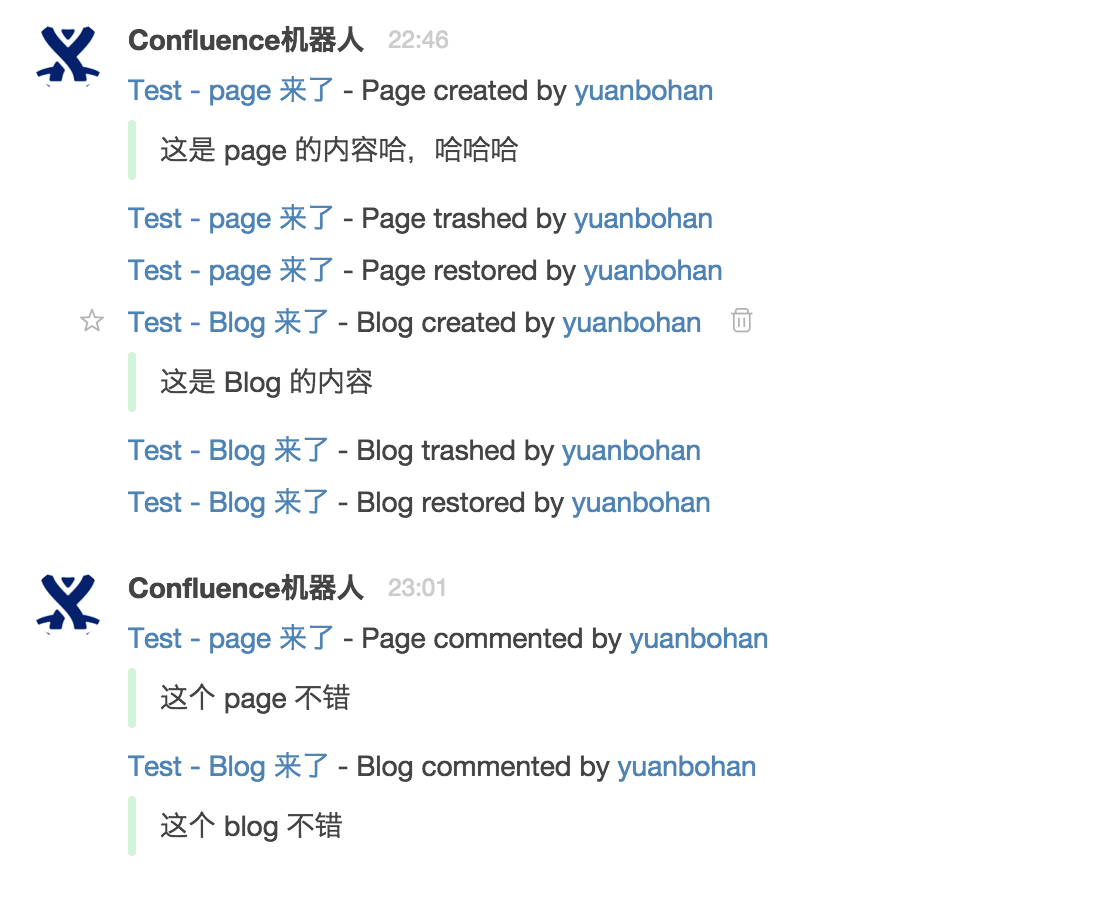 Confluence机器人 22:46
Test - page 来了 - Page created by yuanbohan
这是 page 的内容哈，哈哈哈
Test - page 来了 - Page trashed by yuanbohan
Test - page 来了 - Page restored by yuanbohan
Test - Blog 来了 - Blog created by yuanbohan
这是 Blog 的内容
Test - Blog 来了 - Blog trashed by yuanbohan
Test - Blog 来了 - Blog restored by yuanbohan
Confluence机器人 23:01
Test - page 来了 - Page commented by yuanbohan
这个 page 不错
Test - Blog 来了 - Blog commented by yuanbohan
这个 blog 不错